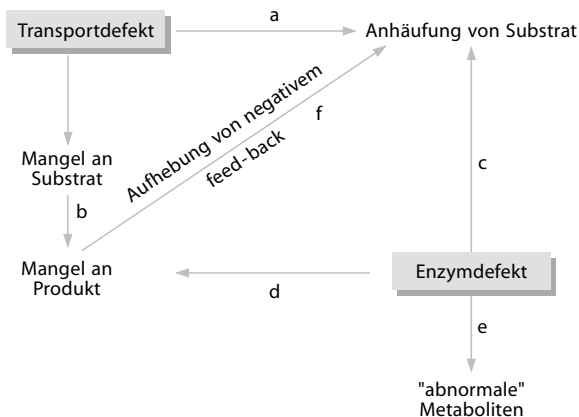 Transportdefekt
a
Anhäufung von Substrat
Aufhebung von negativem
f
feed-back
Mangel an
Substrat
b
c
Mangel an
Produkt
d
Enzymdefekt
e
"abnormale"
Metaboliten